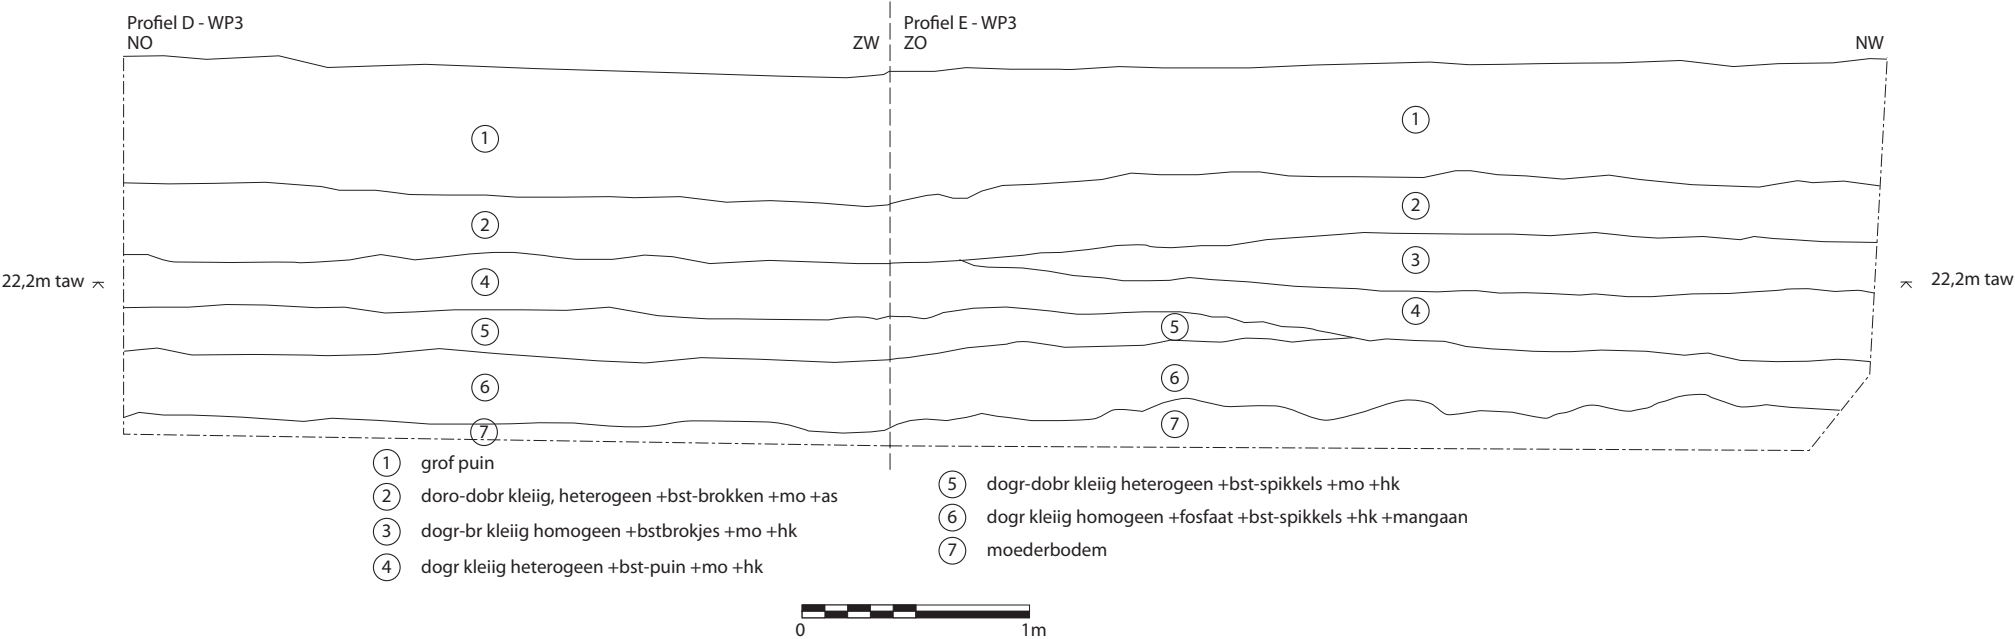 Profiel D - WP3
NO
ZW
Profiel E - WP3
ZO
NW
1
1
2
2
3
4
22,2m taw
22,2m taw
4
5
5
6
6
7
7
1 grof puin
2 doro-dobr kleiig, heterogeen +bst-brokken +mo +as
3 dogr-br kleiig homogeen +bstbrokjes +mo +hk
4 dogr kleiig heterogeen +bst-puin +mo +hk
5 dogr-dobr kleiig heterogeen +bst-spikkels +mo +hk
6 dogr kleiig homogeen +fosfaat +bst-spikkels +hk +mangaan
7 moederbodem
0 1m